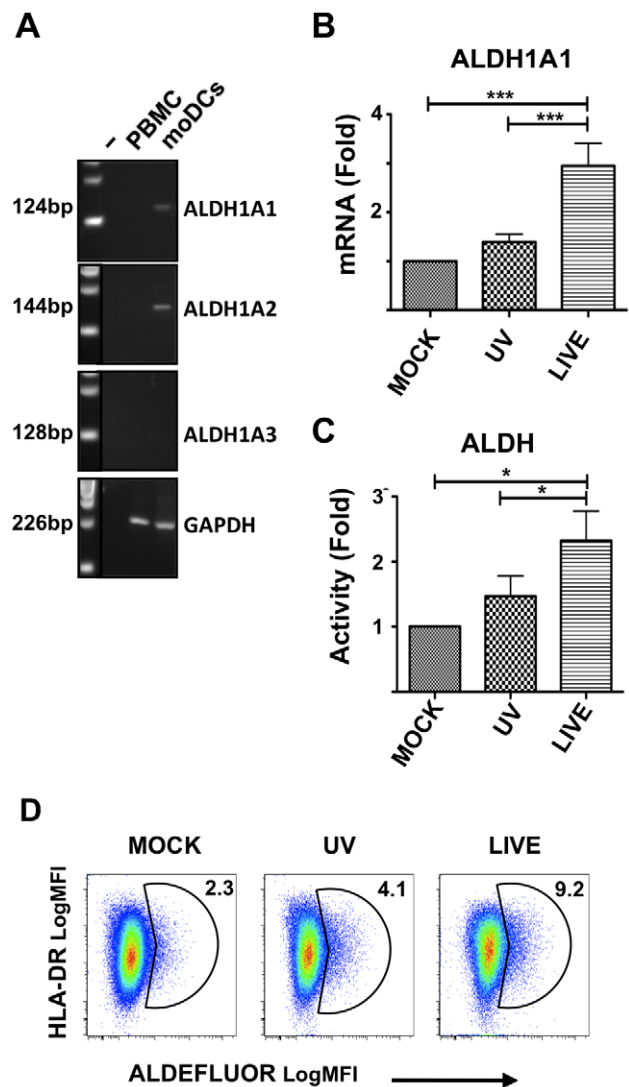 A
– PBMC moDCs
124bp ALDH1A1
144bp ALDH1A2
128bp ALDH1A3
226bp GAPDH
B
ALDH1A1
mRNA (Fold)
***
***
4
2
MOCK UV LIVE
C
ALDH
Activity (Fold)
*
*
3
2
1
MOCK UV LIVE
D
MOCK UV LIVE
2.3 4.1 9.2
HLA-DR LogMFI
ALDEFLUOR LogMFI